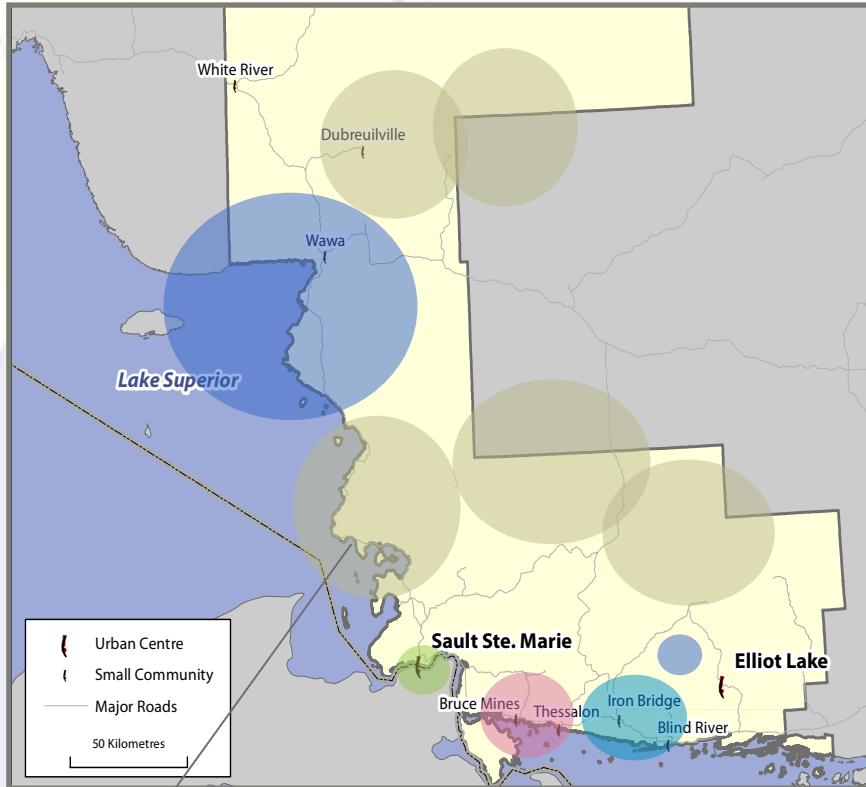 White River
Dubreuilville
Wawa
Lake Superior
Sault Ste. Marie
Elliot Lake
Bruce Mines
Thessalon
Iron Bridge
Blind River
Urban Centre
Small Community
Major Roads
50 Kilometres